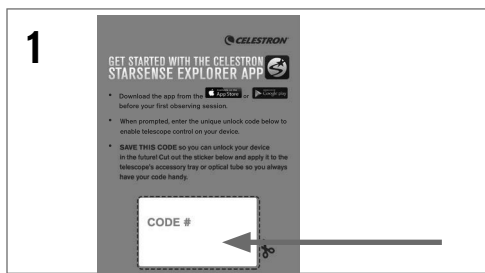 1
CELESTRON
GET STARTED WITH THE CELESTRON
STARSENSE EXPLORER APP
• Download the app from the App Store or Google play
before your first observing session.
• When prompted, enter the unique unlock code below to
enable telescope control on your device.
• SAVE THIS CODE so you can unlock your device
in the future! Cut out the sticker below and apply it to the
telescope's accessory tray or optical tube so you always
have your code handy.
CODE #